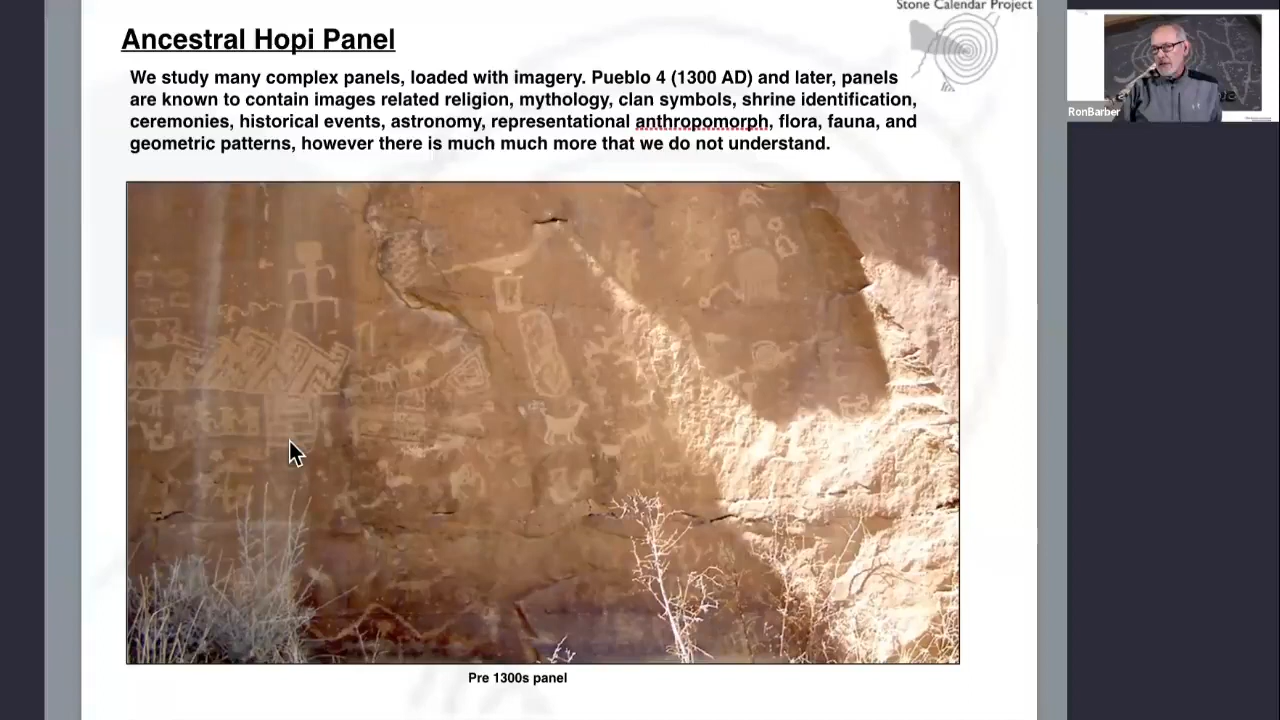 Stone Calendar Project
Ancestral Hopi Panel
We study many complex panels, loaded with imagery. Pueblo 4 (1300 AD) and later, panels
are known to contain images related religion, mythology, clan symbols, shrine identification,
ceremonies, historical events, astronomy, representational anthropomorph, flora, fauna, and
geometric patterns, however there is much much more that we do not understand.
Pre 1300s panel
RonBarber